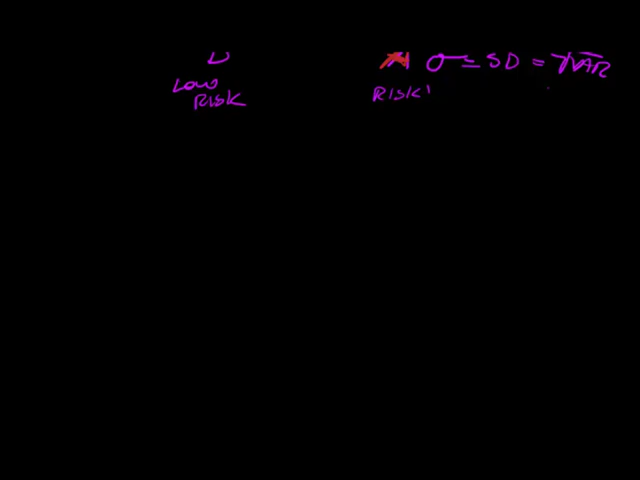 D
σ = SD = √VAR
LOW
RISK
RISK